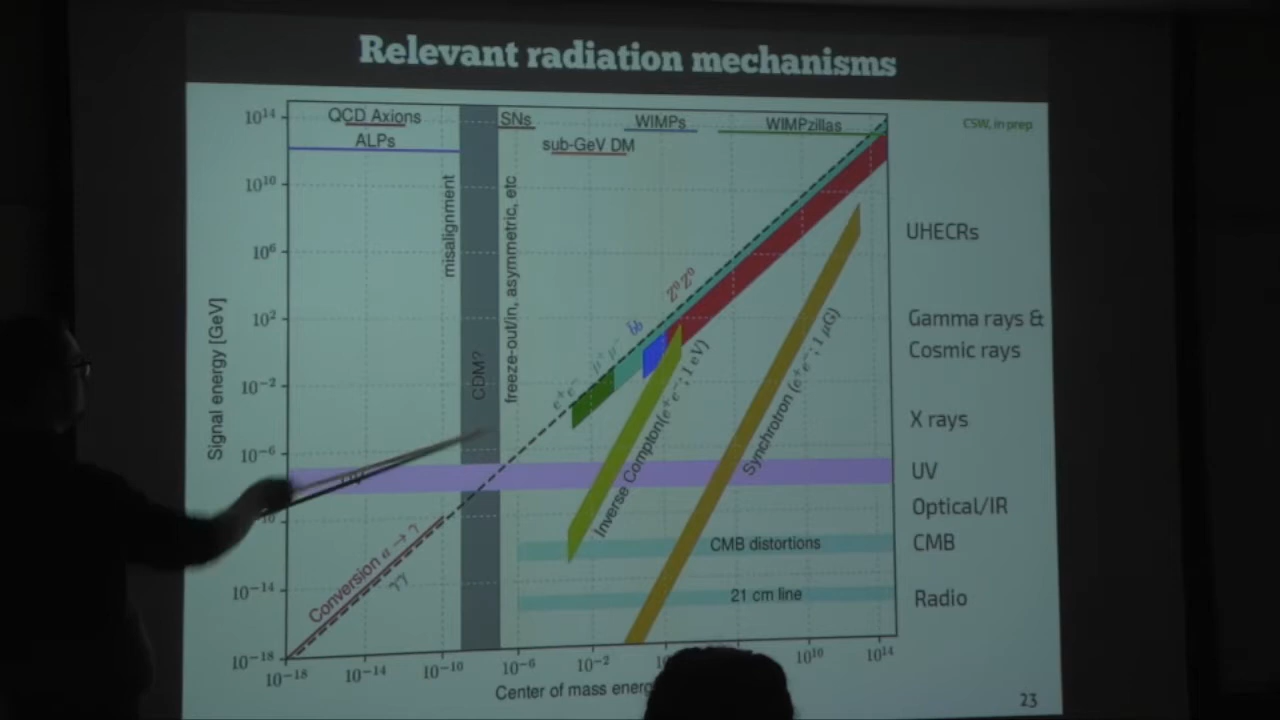 Relevant radiation mechanisms
CSW, in prep
QCD Axions
ALPs
SNs
sub-GeV DM
WIMPs
WIMPzillas
misalignment
CDM?
freeze-out/in, asymmetric, etc
Signal energy [GeV]
10^14
10^10
10^6
10^2
10^−2
10^−6
10^−14
10^−18
e⁺e⁻
μ⁺μ⁻
Z⁰Z⁰
Inverse Compton(e⁺e⁻; 1 eV)
Synchrotron (e⁺e⁻; 1 μG)
Conversion a → γ
γγ
CMB distortions
21 cm line
UHECRs
Gamma rays &
Cosmic rays
X rays
UV
Optical/IR
CMB
Radio
10^−18
10^−14
10^−10
10^−6
10^−2
10^10
10^14
Center of mass
23